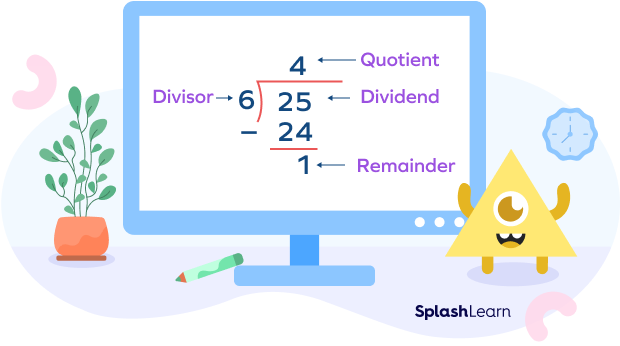 4 Quotient
Divisor 6 25 Dividend
– 24
1 Remainder
SplashLearn